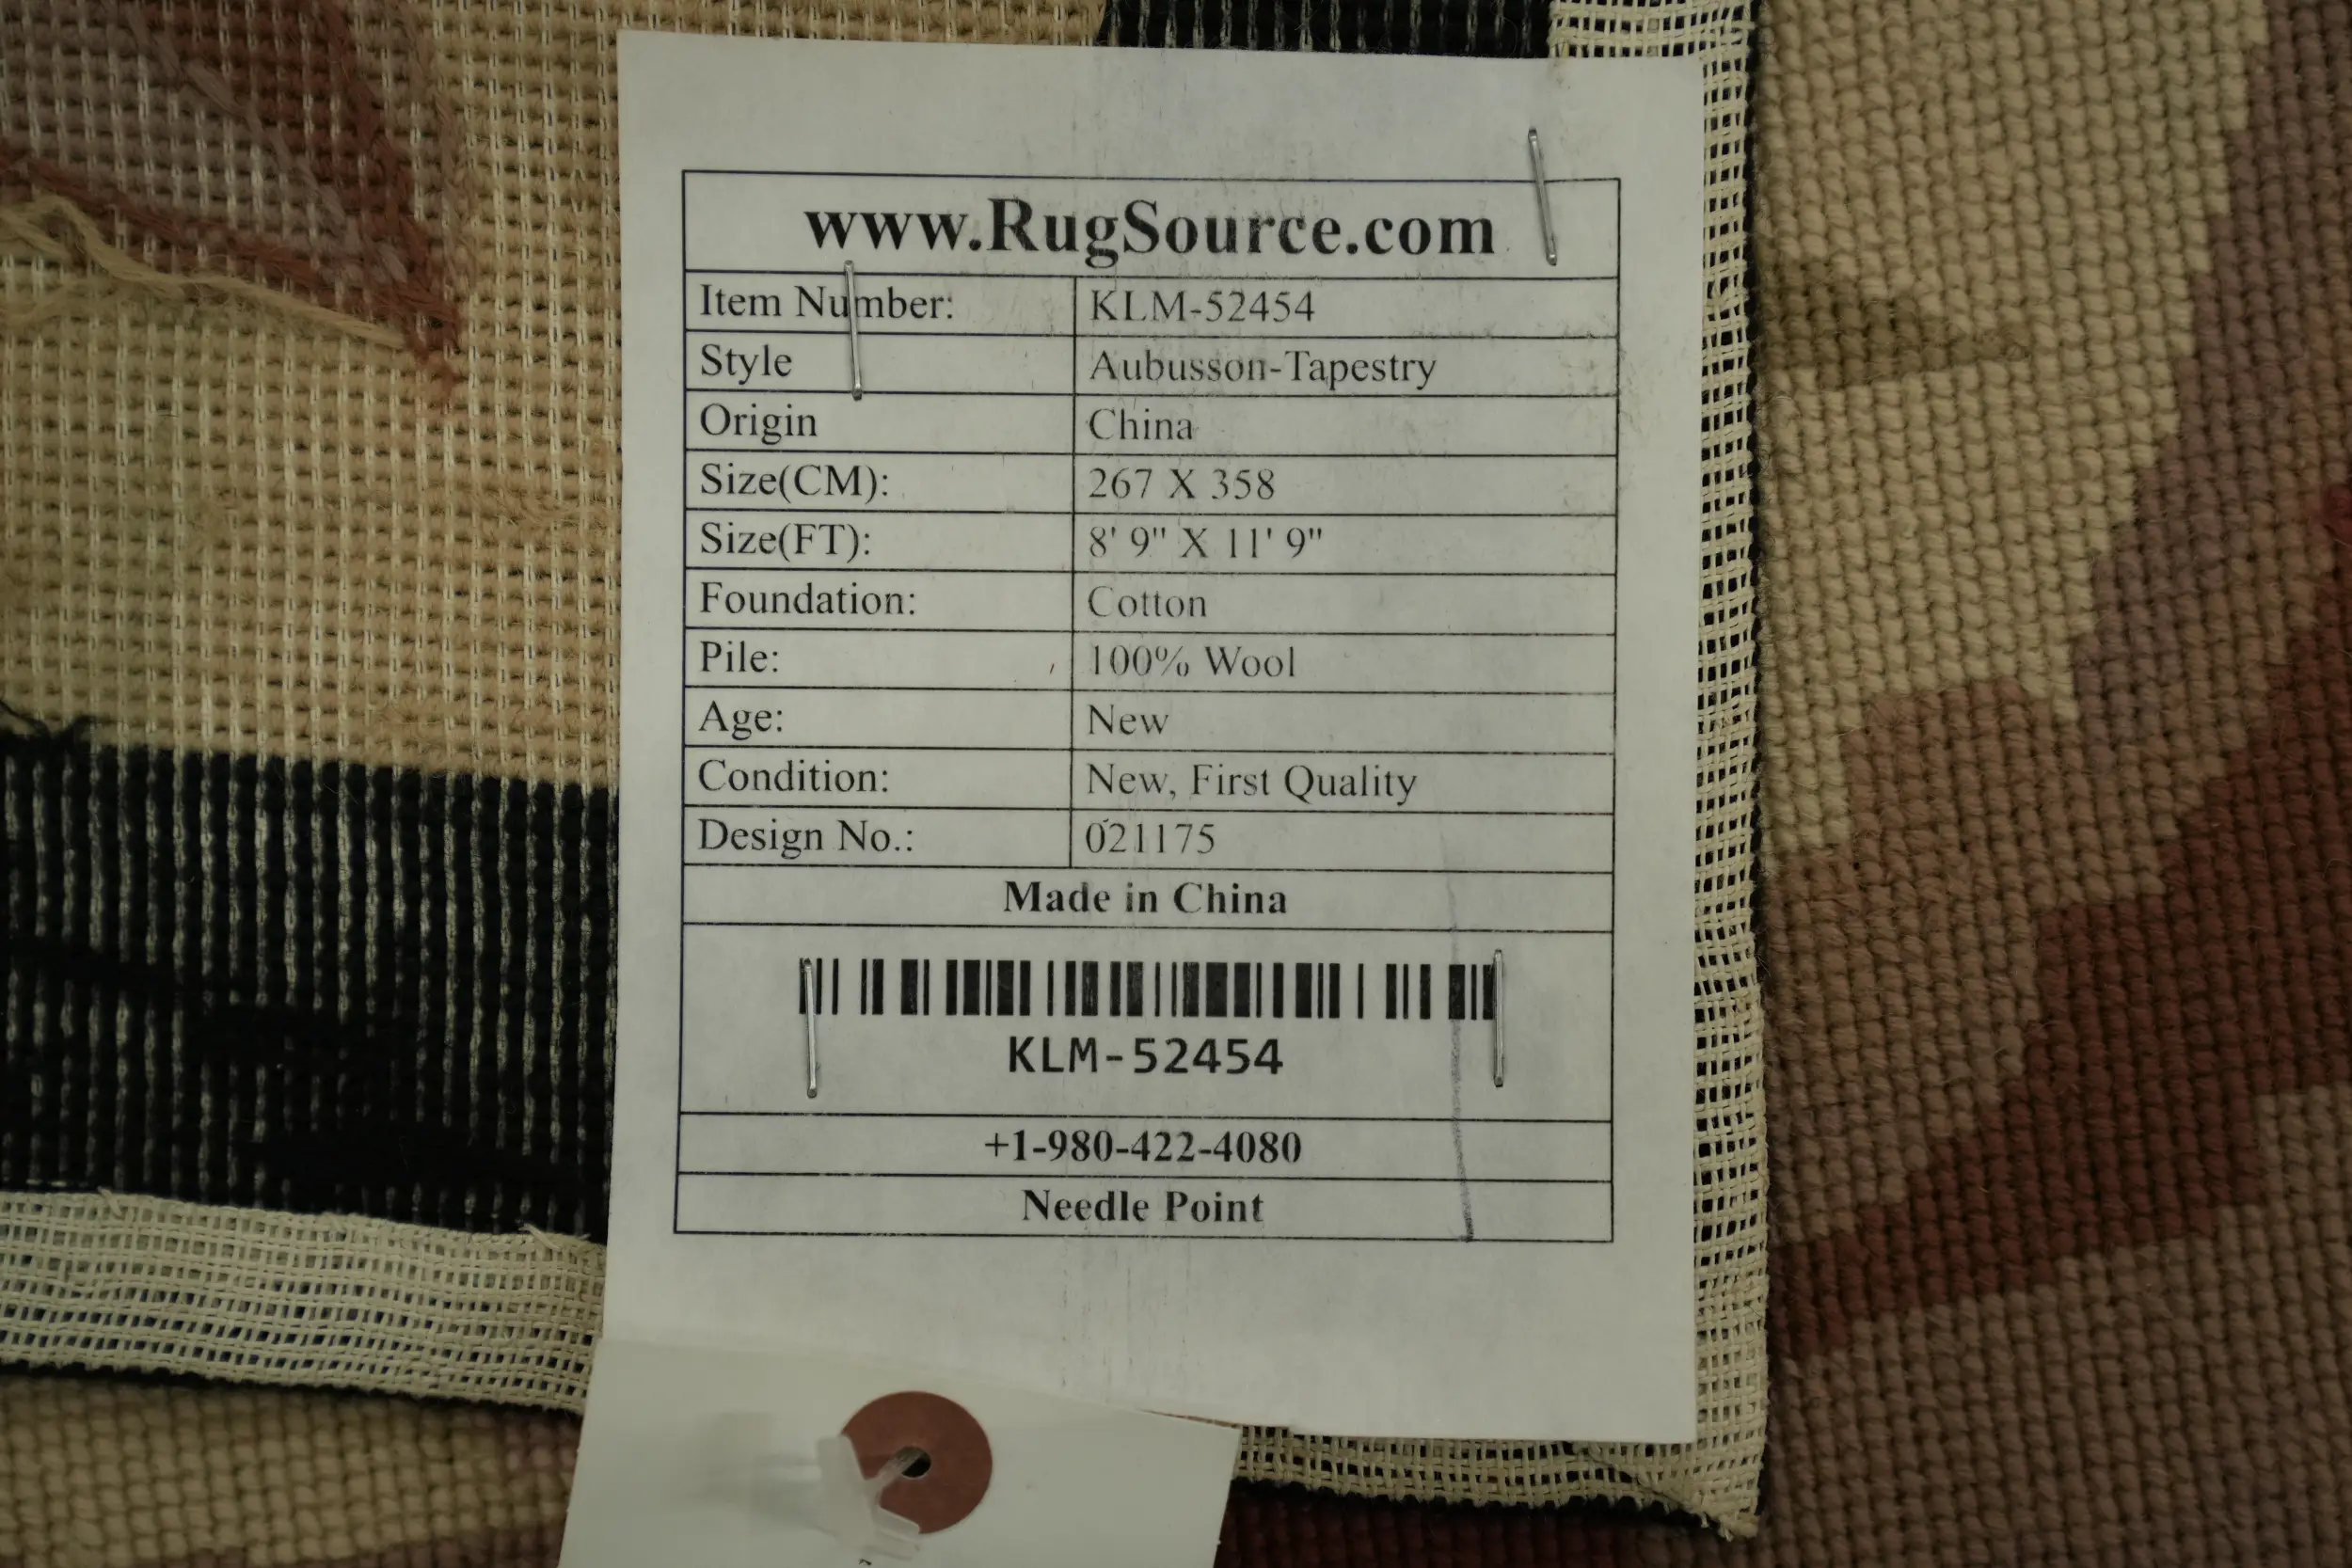 www.RugSource.com
Item Number: KLM-52454
Style Aubusson-Tapestry
Origin China
Size(CM): 267 X 358
Size(FT): 8' 9" X 11' 9"
Foundation: Cotton
Pile: 100% Wool
Age: New
Condition: New, First Quality
Design No.: 021175
Made in China
KLM-52454
+1-980-422-4080
Needle Point